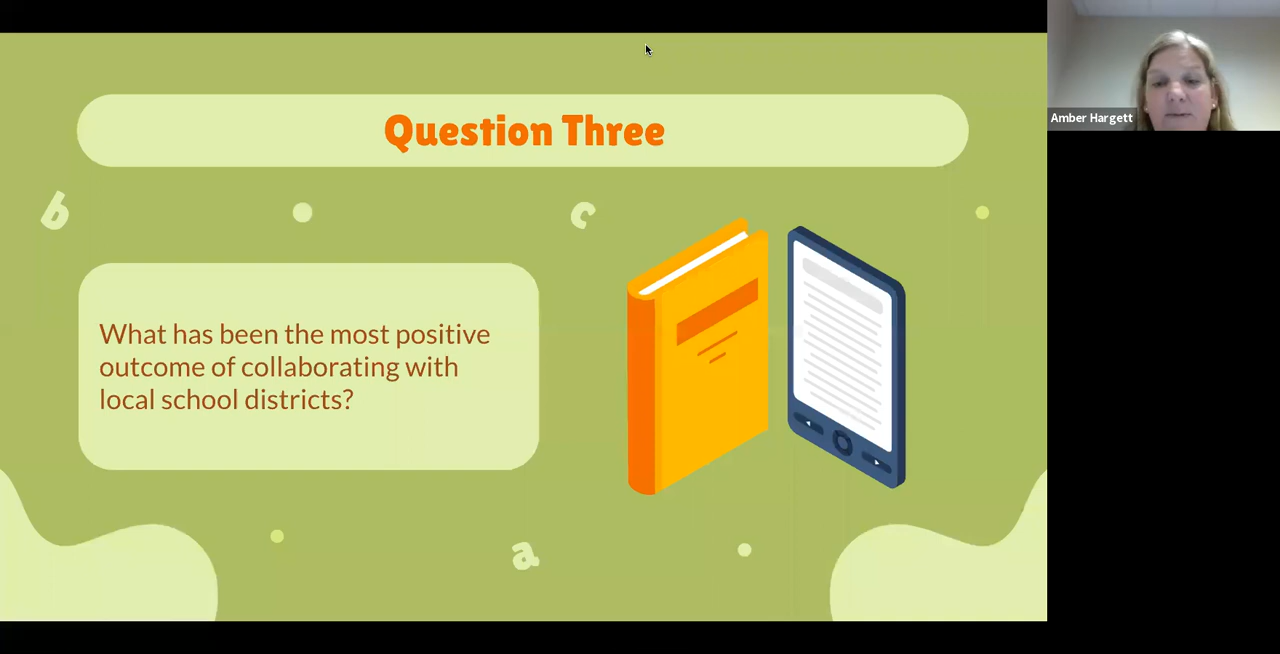 Question Three
Amber Hargett
b
c
What has been the most positive
outcome of collaborating with
local school districts?
a